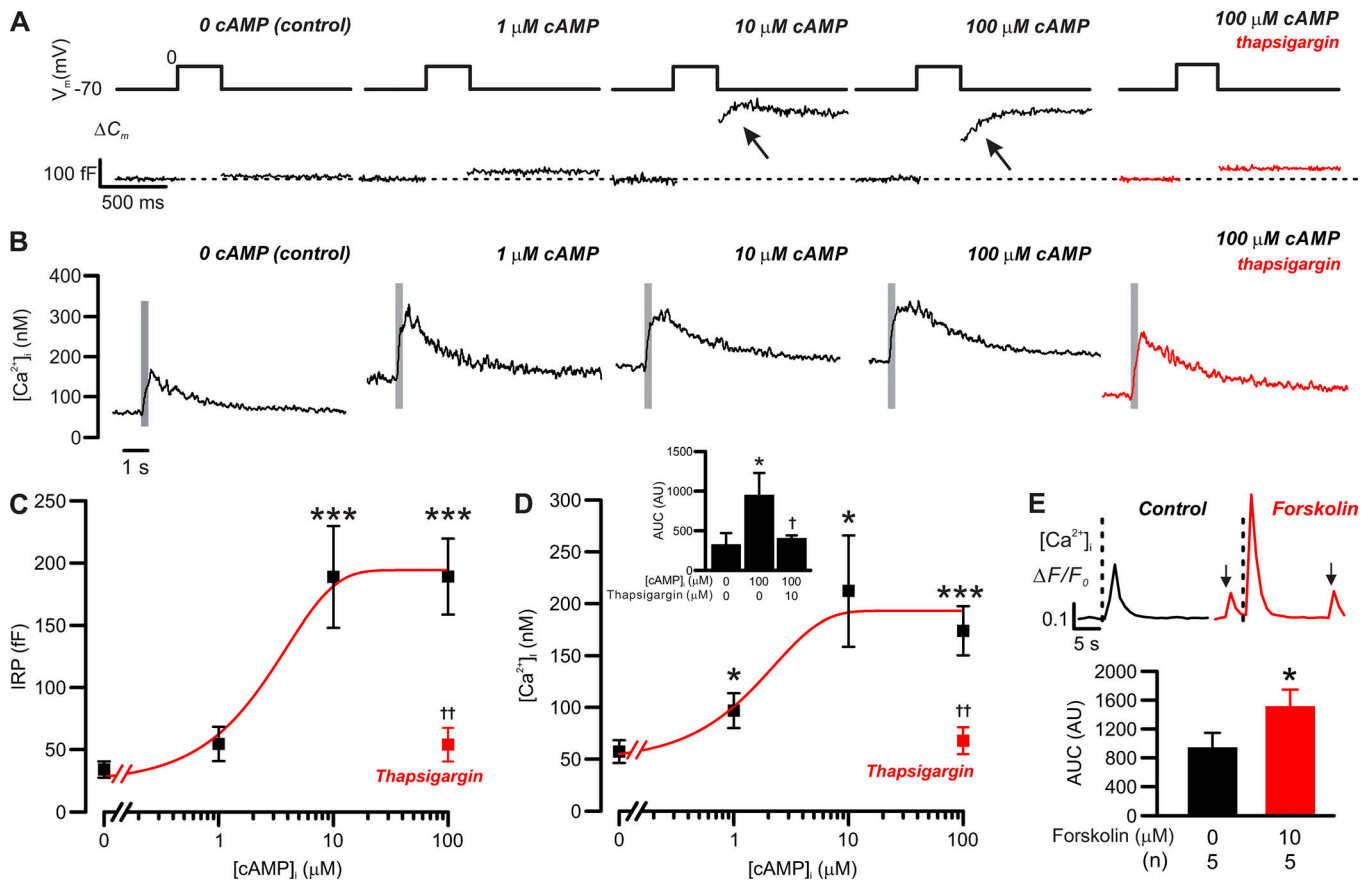 A
0 cAMP (control)
1 μM cAMP
10 μM cAMP
100 μM cAMP
100 μM cAMP
thapsigargin
Vm(mV)
0
-70
ΔCm
100 fF
500 ms
B
0 cAMP (control)
1 μM cAMP
10 μM cAMP
100 μM cAMP
100 μM cAMP
thapsigargin
[Ca2+]i (nM)
400
300
200
100
0
1 s
C
IRP (fF)
250
200
150
100
50
0
***
***
††
Thapsigargin
0
1
10
100
[cAMP]i (μM)
D
[Ca2+]i (nM)
300
250
200
150
100
50
0
*
*
***
††
Thapsigargin
0
1
10
100
[cAMP]i (μM)
AUC (AU)
1500
1000
500
0
*
†
[cAMP]i (μM) 0 100 100
Thapsigargin (μM) 0 0 10
E
Control
Forskolin
[Ca2+]i
ΔF/F0
0.1
5 s
AUC (AU)
2000
1600
1200
800
400
0
*
Forskolin (μM) 0 10
(n) 5 5